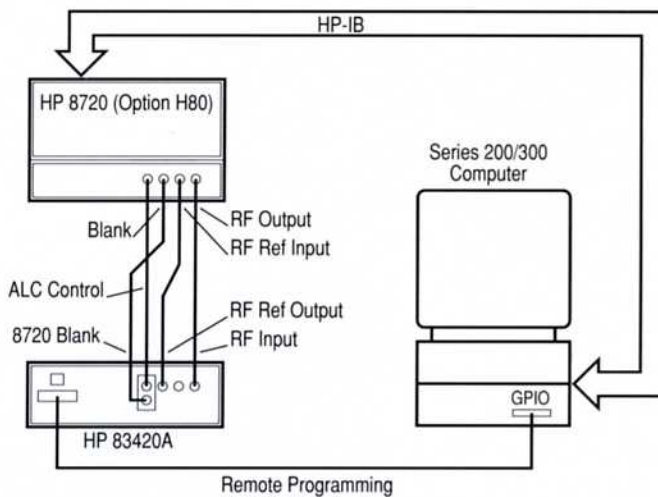 HP-IB
HP 8720 (Option H80)
Series 200/300
Computer
Blank
RF Output
RF Ref Input
ALC Control
8720 Blank
RF Ref Output
RF Input
GPIO
HP 83420A
Remote Programming